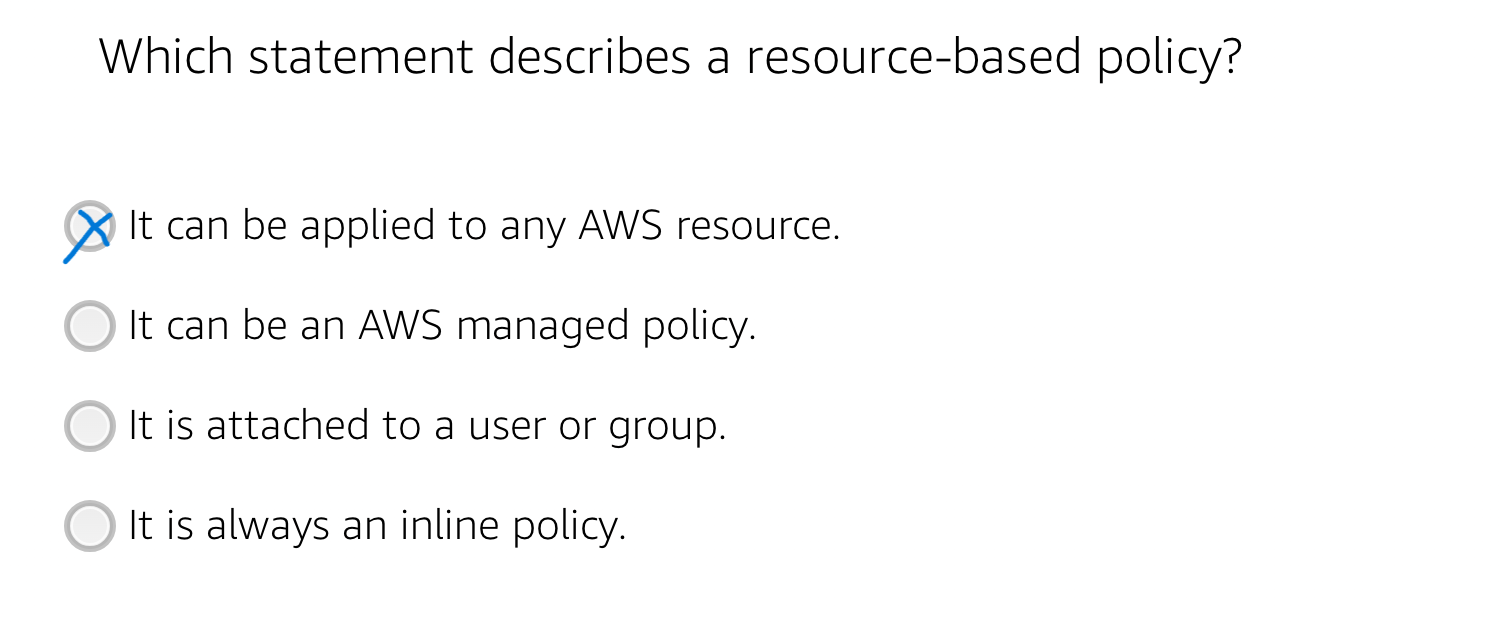 Which statement describes a resource-based policy?
It can be applied to any AWS resource.
It can be an AWS managed policy.
It is attached to a user or group.
It is always an inline policy.